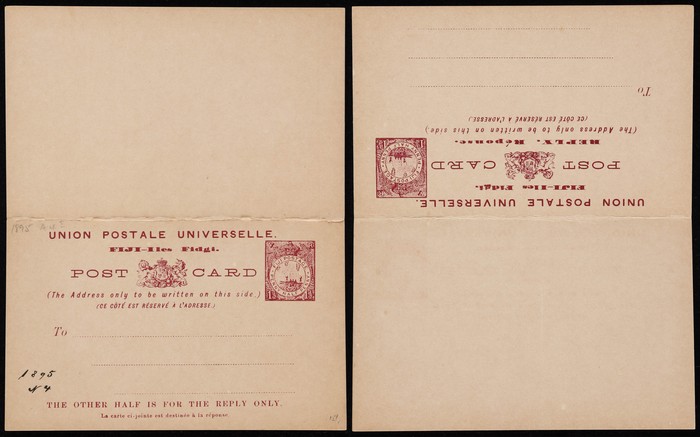 1895
UNION POSTALE UNIVERSELLE.
FIJI-Iles Fidgi.
POST CARD
(The Address only to be written on this side.)
(CE CÔTÉ EST RÉSERVÉ À L'ADRESSE.)
To
1895
N4
THE OTHER HALF IS FOR THE REPLY ONLY.
La carte ci-jointe est destinée à la réponse.
UNION POSTALE UNIVERSELLE.
FIJI-Iles Fidgi.
POST CARD
REPLY. Réponse.
(The Address only to be written on this side.)
(CE CÔTÉ EST RÉSERVÉ À L'ADRESSE.)
To